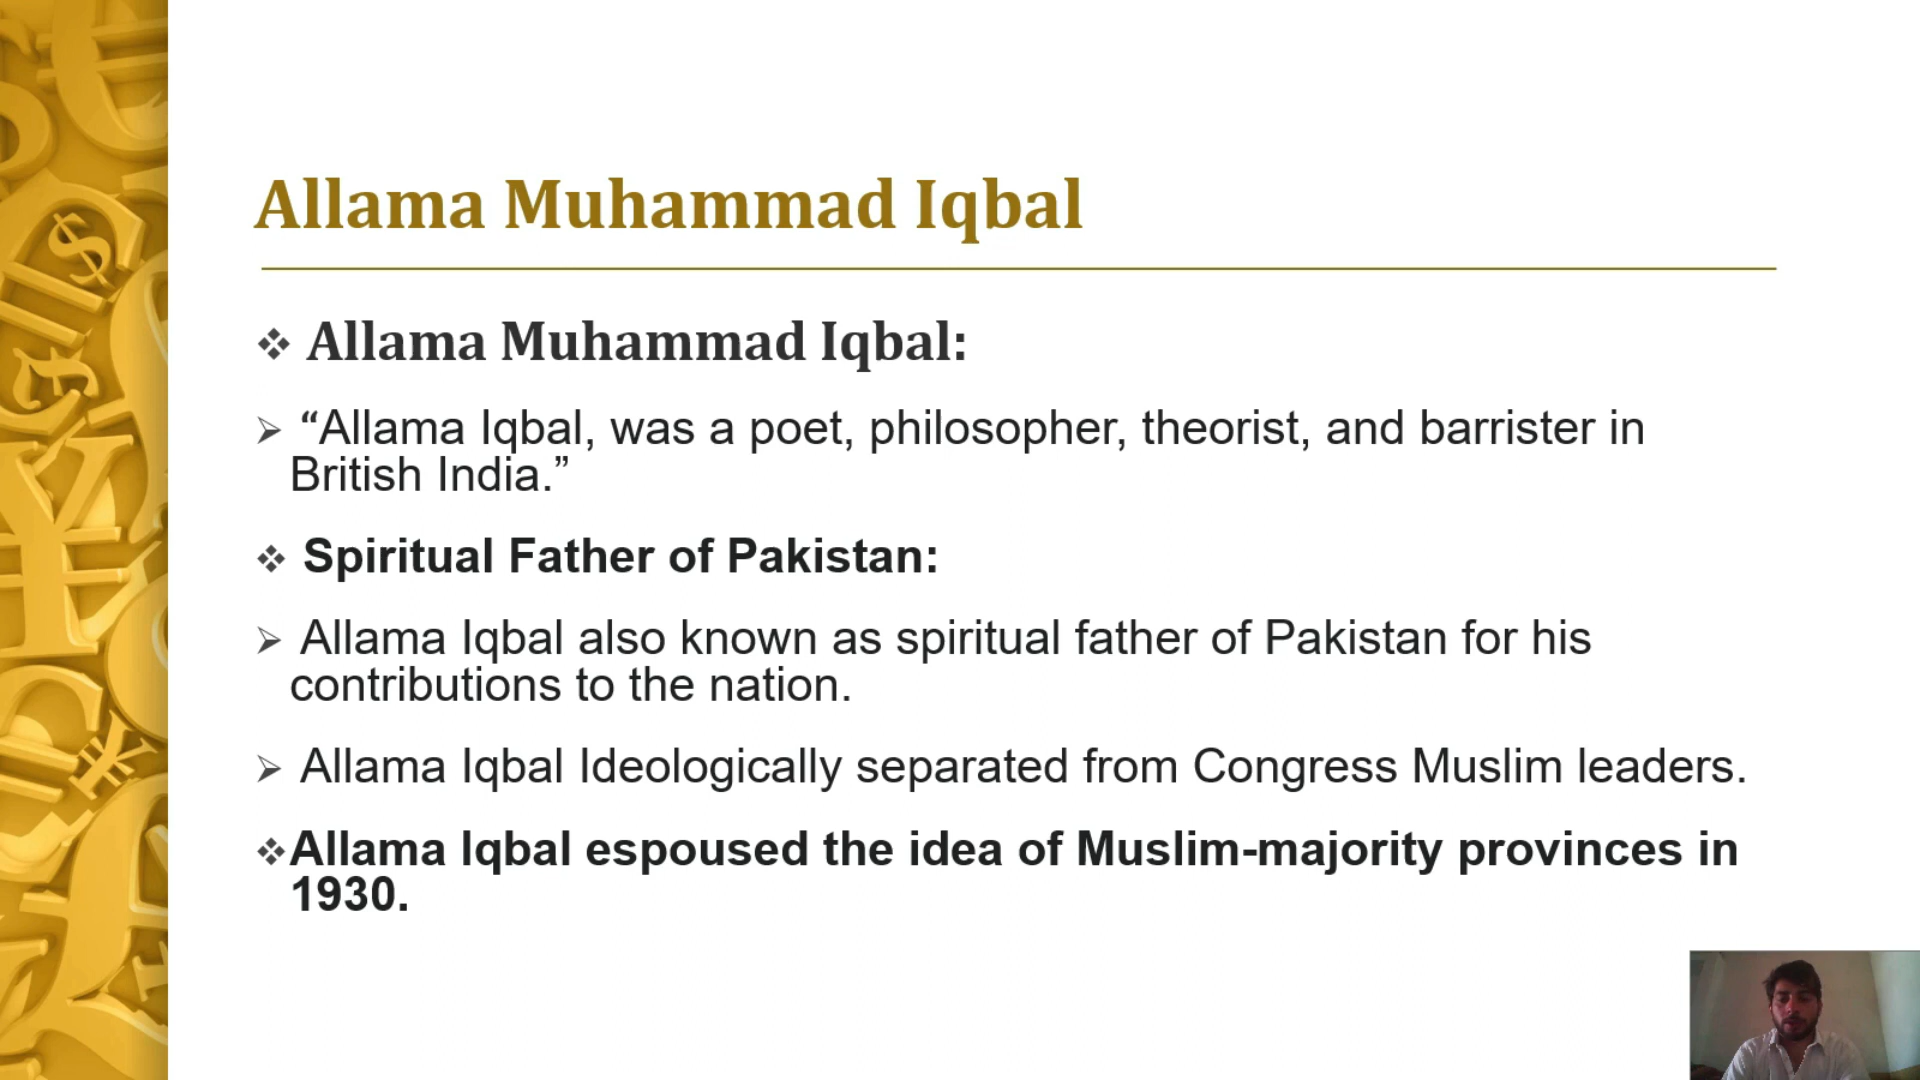 Allama Muhammad Iqbal
Allama Muhammad Iqbal:
“Allama Iqbal, was a poet, philosopher, theorist, and barrister in
British India.”
Spiritual Father of Pakistan:
Allama Iqbal also known as spiritual father of Pakistan for his
contributions to the nation.
Allama Iqbal Ideologically separated from Congress Muslim leaders.
Allama Iqbal espoused the idea of Muslim-majority provinces in
1930.